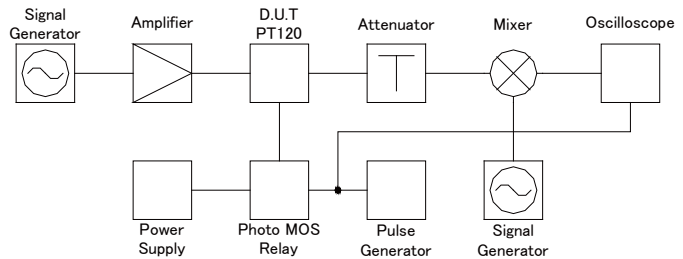 Signal
Generator
Amplifier
D.U.T
PT120
Attenuator
Mixer
Oscilloscope
Power
Supply
Photo MOS
Relay
Pulse
Generator
Signal
Generator